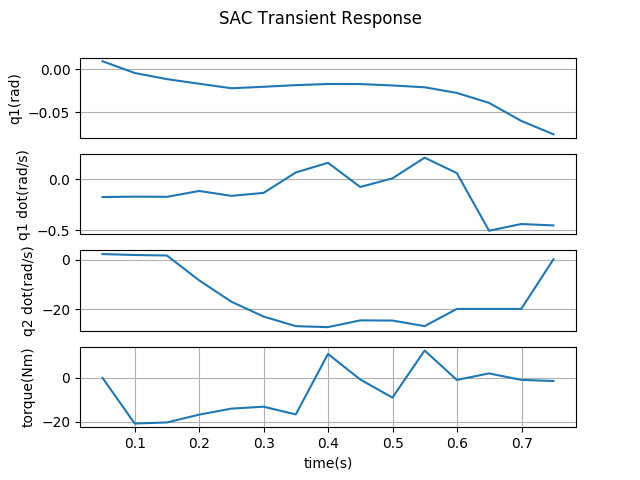 SAC Transient Response
q1(rad)
0.00
−0.05
q1 dot(rad/s)
0.0
−0.5
q2 dot(rad/s)
0
−20
torque(Nm)
0
−20
0.1 0.2 0.3 0.4 0.5 0.6 0.7
time(s)